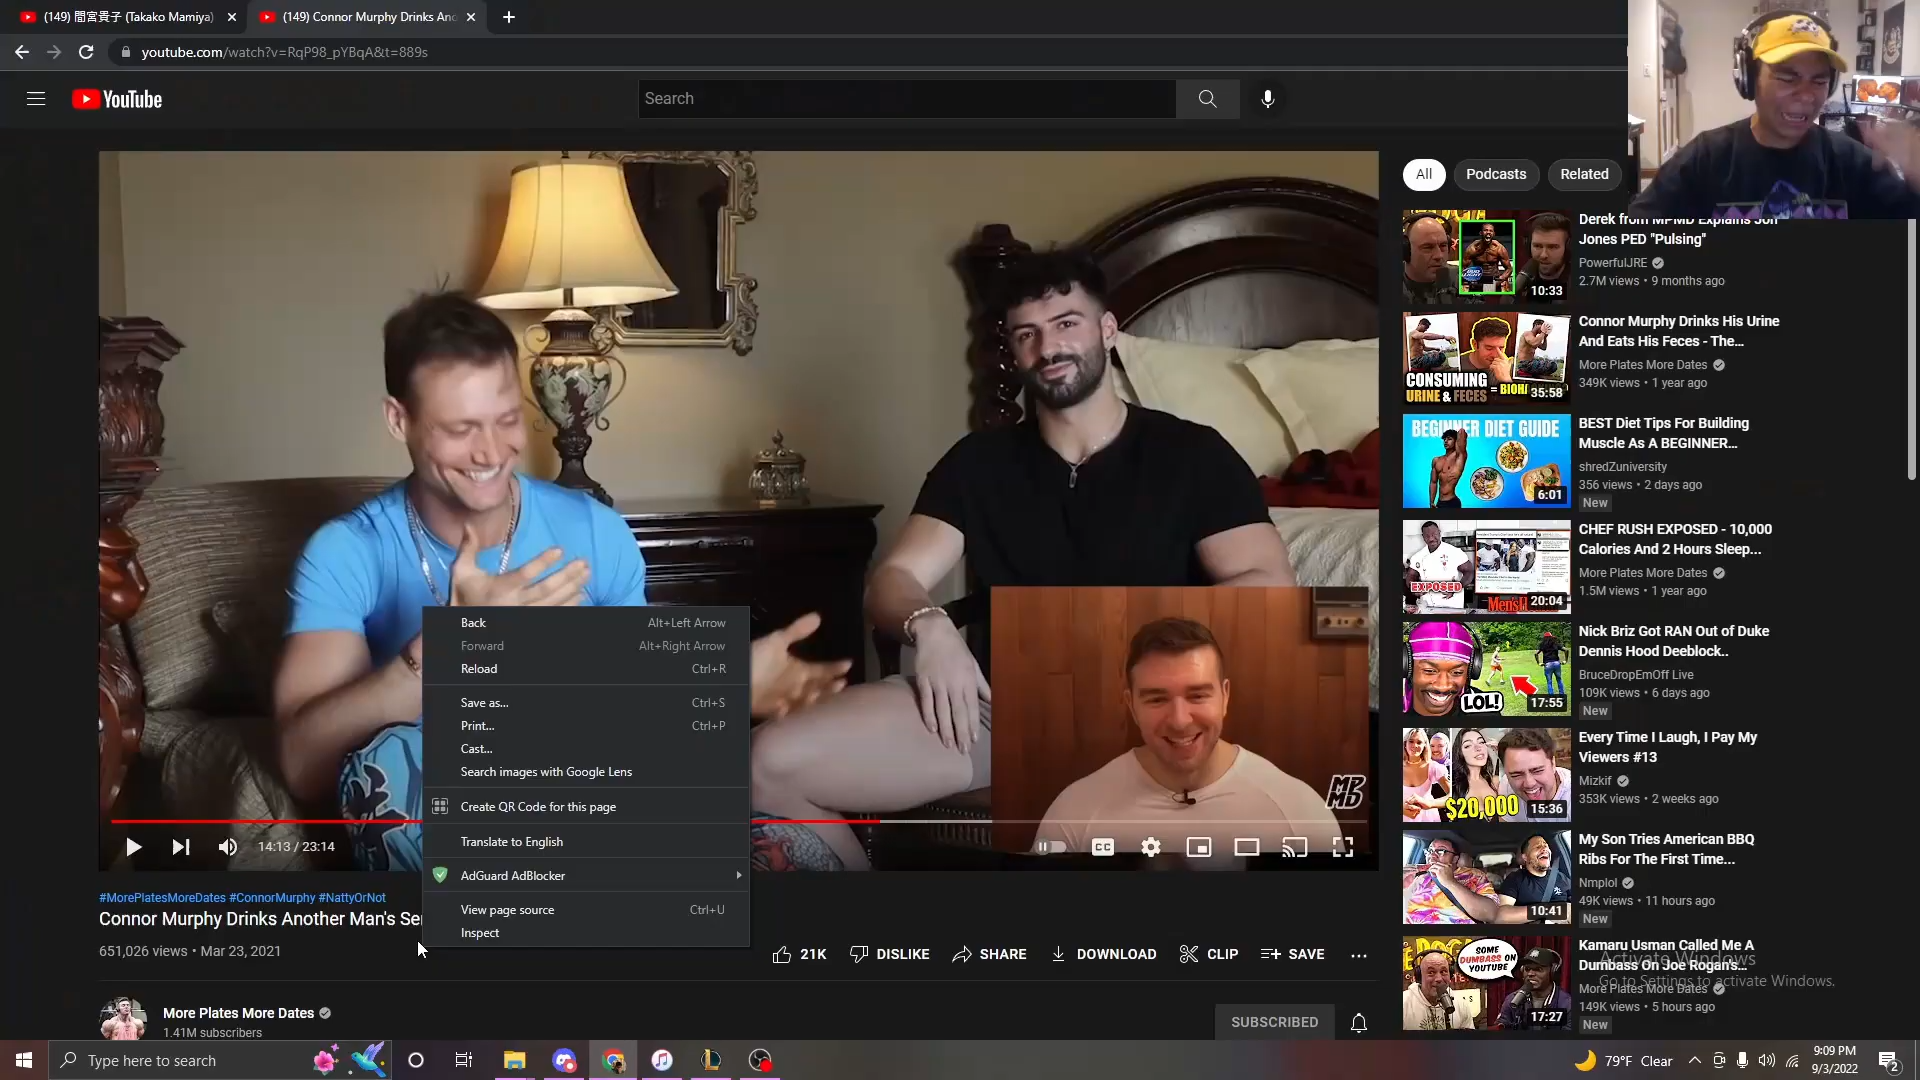 (149) 間宮貴子 (Takako Mamiya)
(149) Connor Murphy Drinks Ano
youtube.com/watch?v=RqP98_pYBqA&t=889s
YouTube
Search
All
Podcasts
Related
Derek from MPMD Explains Jon
Jones PED "Pulsing"
PowerfulJRE
2.7M views • 9 months ago
10:33
Connor Murphy Drinks His Urine
And Eats His Feces - The...
More Plates More Dates
349K views • 1 year ago
CONSUMING
URINE & FECES
35:58
BEST Diet Tips For Building
Muscle As A BEGINNER...
shredZuniversity
356 views • 2 days ago
New
BEGINNER DIET GUIDE
6:01
CHEF RUSH EXPOSED - 10,000
Calories And 2 Hours Sleep...
More Plates More Dates
1.5M views • 1 year ago
EXPOSED
20:04
Nick Briz Got RAN Out of Duke
Dennis Hood Deeblock..
BruceDropEmOff Live
109K views • 6 days ago
New
LOL!
17:55
Every Time I Laugh, I Pay My
Viewers #13
Mizkif
353K views • 2 weeks ago
$20,000
15:36
My Son Tries American BBQ
Ribs For The First Time...
Nmplol
49K views • 11 hours ago
New
10:41
Kamaru Usman Called Me A
Dumbass On Joe Rogan's...
More Plates More Dates
149K views • 5 hours ago
New
SOME
DUMBASS ON
YOUTUBE
17:27
Activate Windows
Go to Settings to activate Windows.
Back Alt+Left Arrow
Forward Alt+Right Arrow
Reload Ctrl+R
Save as... Ctrl+S
Print... Ctrl+P
Cast...
Search images with Google Lens
Create QR Code for this page
Translate to English
AdGuard AdBlocker
View page source Ctrl+U
Inspect
14:13 / 23:14
CC
#MorePlatesMoreDates #ConnorMurphy #NattyOrNot
Connor Murphy Drinks Another Man's Se
651,026 views • Mar 23, 2021
21K
DISLIKE
SHARE
DOWNLOAD
CLIP
SAVE
More Plates More Dates
1.41M subscribers
SUBSCRIBED
Type here to search
79°F Clear
9:09 PM
9/3/2022
2